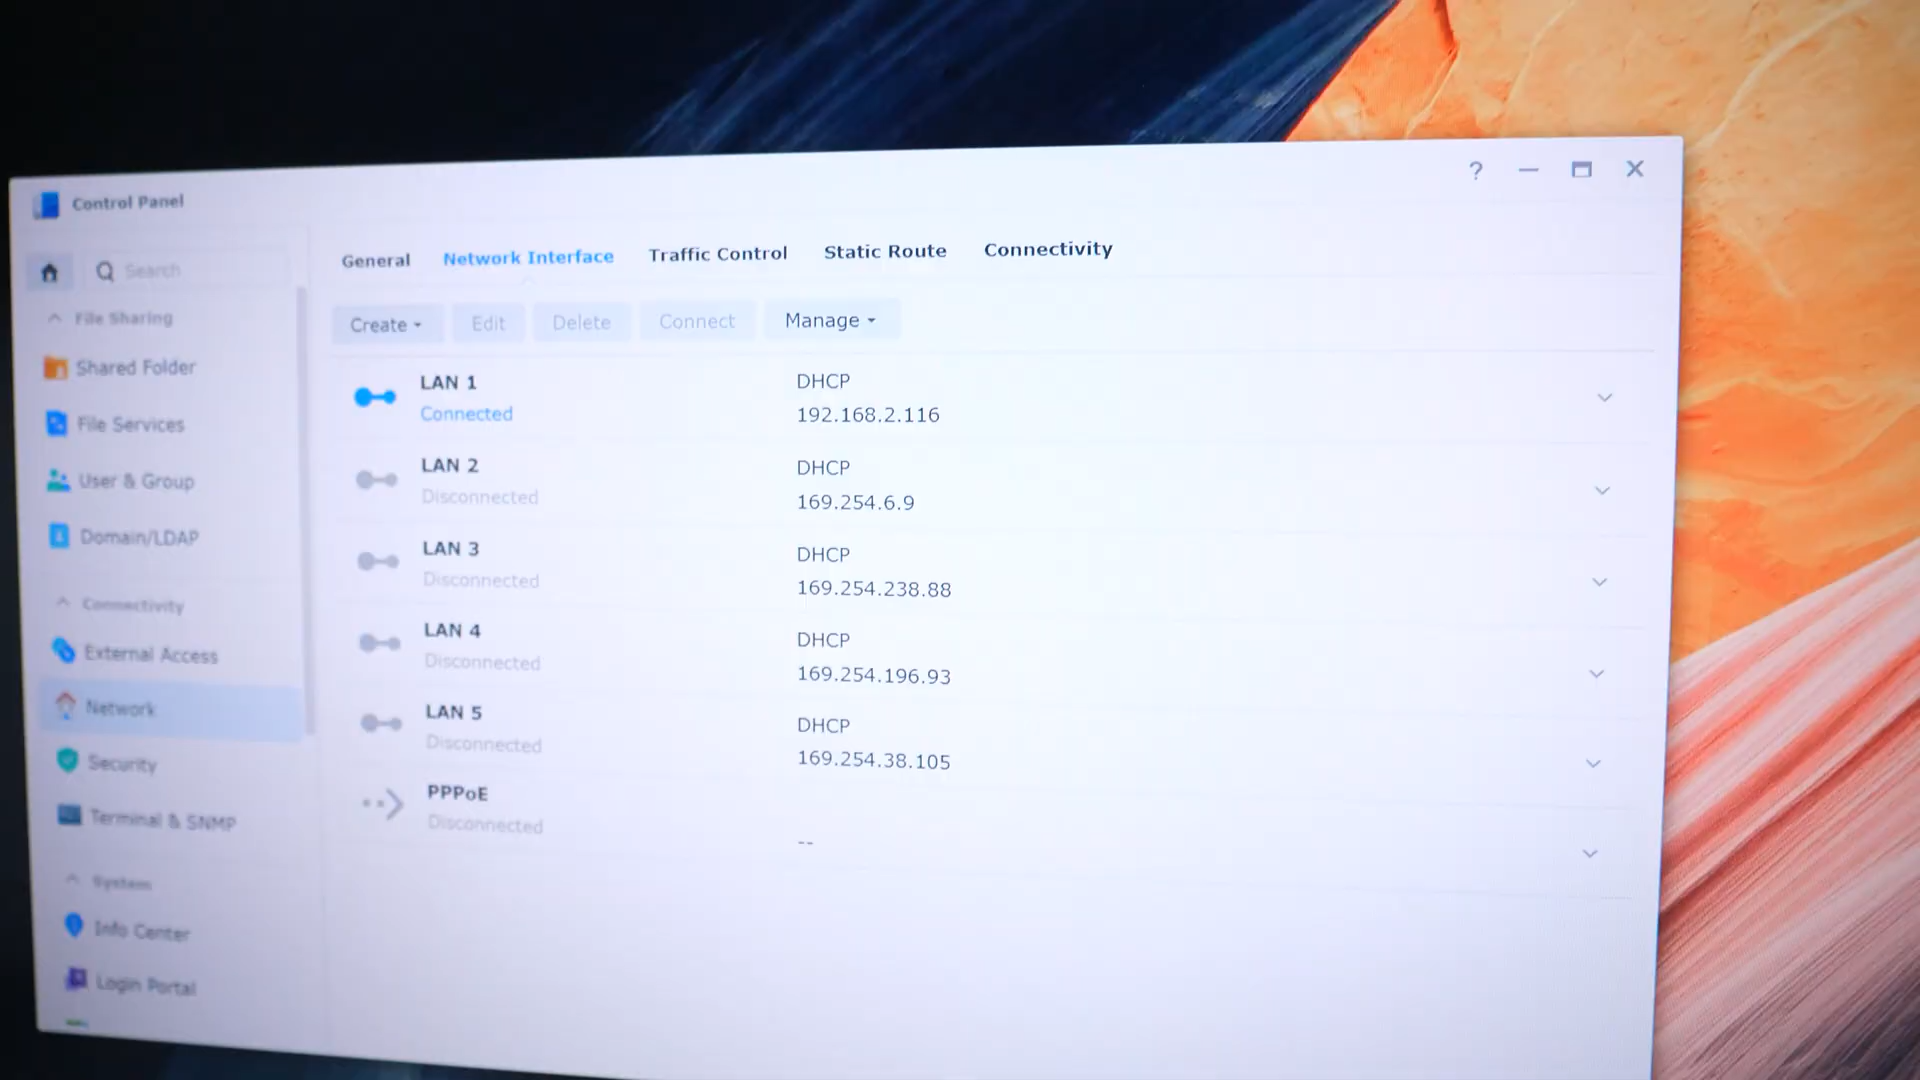 Control Panel
?
Search
File Sharing
Shared Folder
File Services
User & Group
Domain/LDAP
Connectivity
External Access
Network
Security
Terminal & SNMP
System
Info Center
Login Portal
General Network Interface Traffic Control Static Route Connectivity
Create Edit Delete Connect Manage
LAN 1 DHCP
Connected 192.168.2.116
LAN 2 DHCP
Disconnected 169.254.6.9
LAN 3 DHCP
Disconnected 169.254.238.88
LAN 4 DHCP
Disconnected 169.254.196.93
LAN 5 DHCP
Disconnected 169.254.38.105
PPPoE
Disconnected --